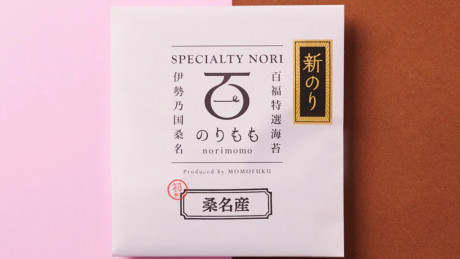 SPECIALTY NORI
百福特選海苔
百
伊勢乃国桑名
のりもも
norimomo
Produced by MOMOFUKU
新のり
初
桑名産